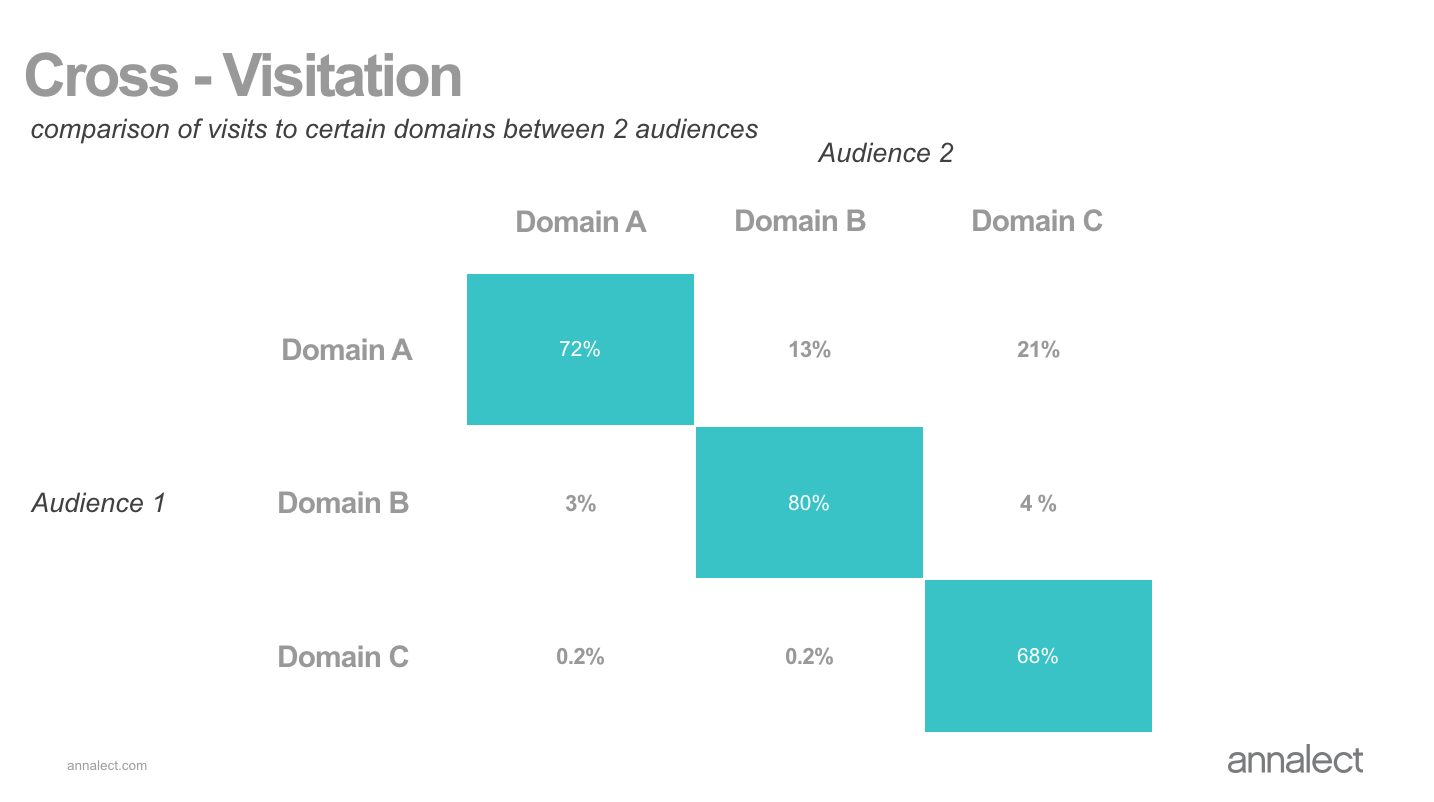 Cross - Visitation
comparison of visits to certain domains between 2 audiences
Audience 2
Domain A Domain B Domain C
Domain A 72% 13% 21%
Audience 1 Domain B 3% 80% 4 %
Domain C 0.2% 0.2% 68%
annalect.com
annalect